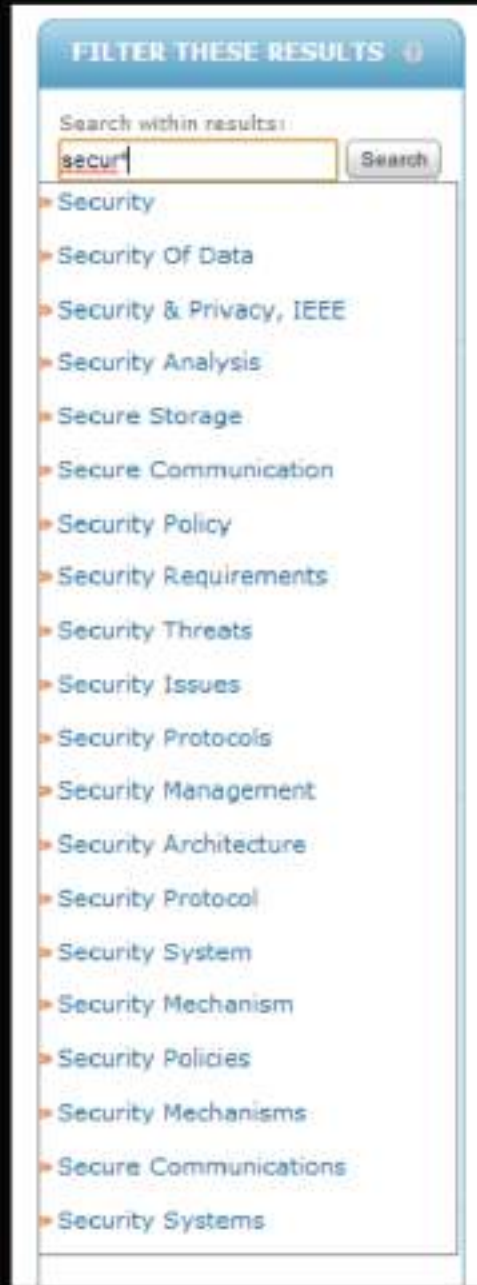 FILTER THESE RESULTS
Search within results:
secur* Search
Security
Security Of Data
Security & Privacy, IEEE
Security Analysis
Secure Storage
Secure Communication
Security Policy
Security Requirements
Security Threats
Security Issues
Security Protocols
Security Management
Security Architecture
Security Protocol
Security System
Security Mechanism
Security Policies
Security Mechanisms
Secure Communications
Security Systems